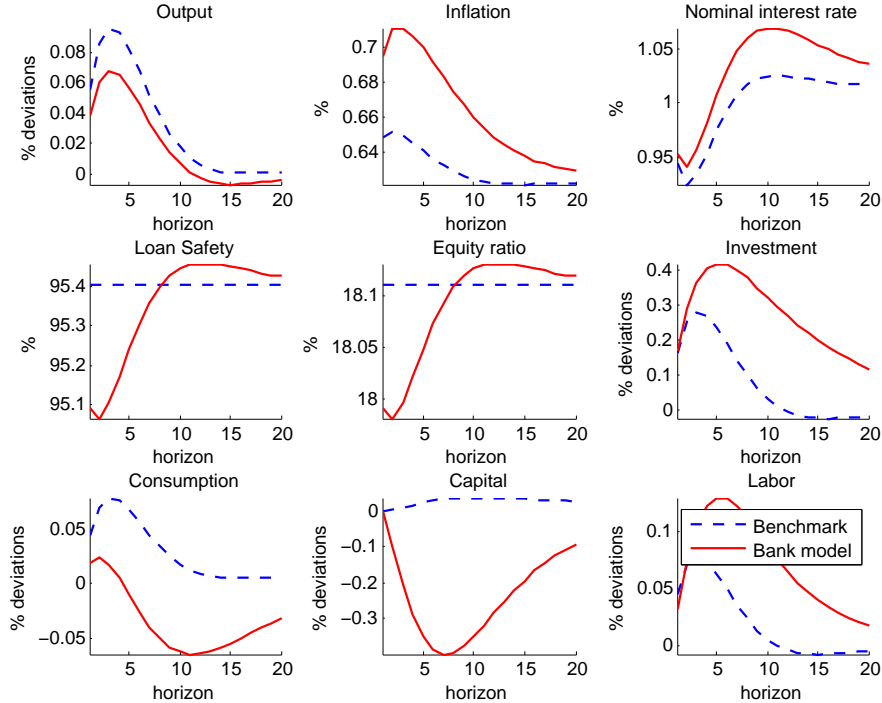 Output
Inflation
Nominal interest rate
% deviations
0.08
0.06
0.04
0.02
0
5 10 15 20
horizon
%
0.7
0.66
0.64
5 10 15 20
horizon
%
1.05
1
0.95
5 10 15 20
horizon
Loan Safety
Equity ratio
Investment
%
95.4
95.3
95.2
95.1
5 10 15 20
horizon
%
18.1
18.05
18
5 10 15 20
horizon
% deviations
0.4
0.3
0.2
0.1
0
5 10 15 20
horizon
Consumption
Capital
Labor
% deviations
0.05
0
−0.05
5 10 15 20
horizon
% deviations
0
−0.1
−0.2
−0.3
5 10 15 20
horizon
% deviations
0.1
0.05
0
5 10 15 20
horizon
Benchmark
Bank model